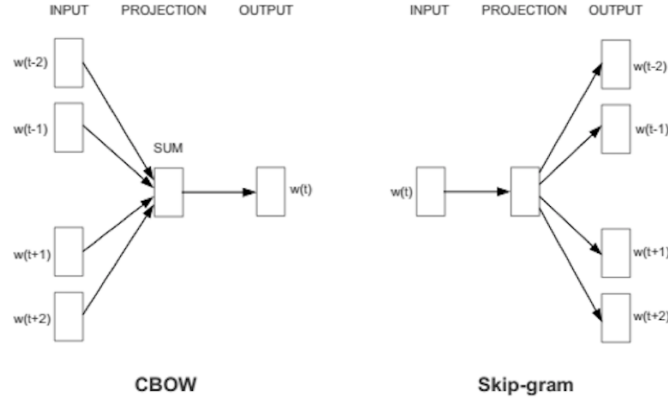 INPUT PROJECTION OUTPUT
w(t-2)
w(t-1)
SUM
w(t)
w(t+1)
w(t+2)
CBOW
INPUT PROJECTION OUTPUT
w(t-2)
w(t-1)
w(t)
w(t+1)
w(t+2)
Skip-gram